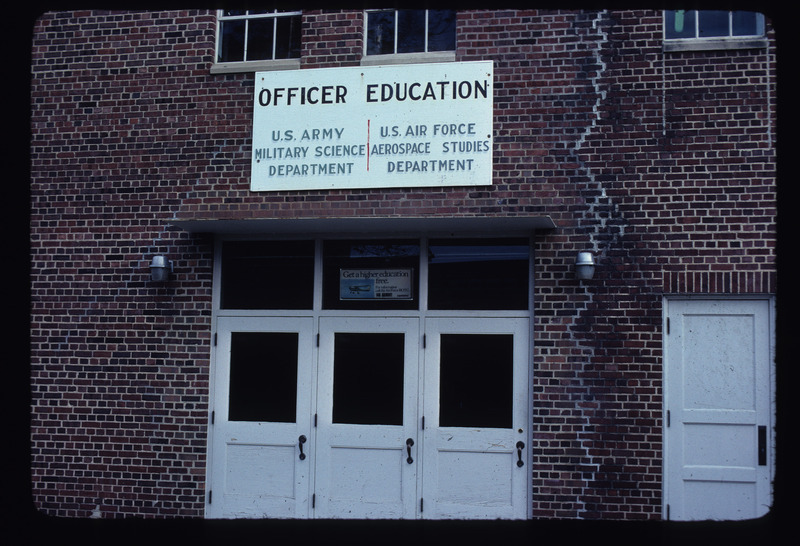 OFFICER EDUCATION
U.S. ARMY
MILITARY SCIENCE
DEPARTMENT
U.S. AIR FORCE
AEROSPACE STUDIES
DEPARTMENT
Get a higher education
free.